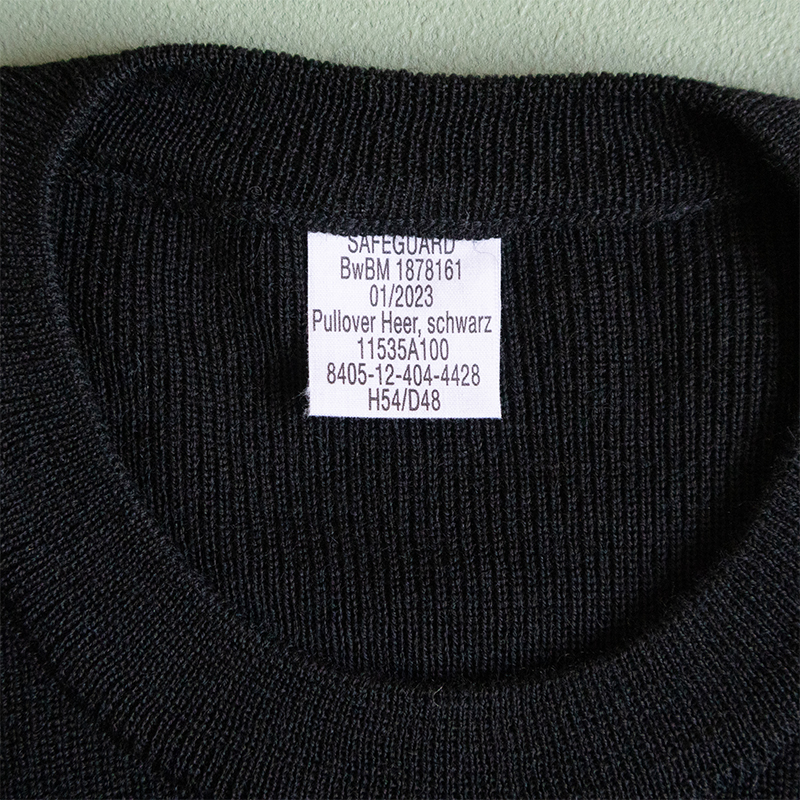 SAFEGUARD
BwBM 1878161
01/2023
Pullover Heer, schwarz
11535A100
8405-12-404-4428
H54/D48